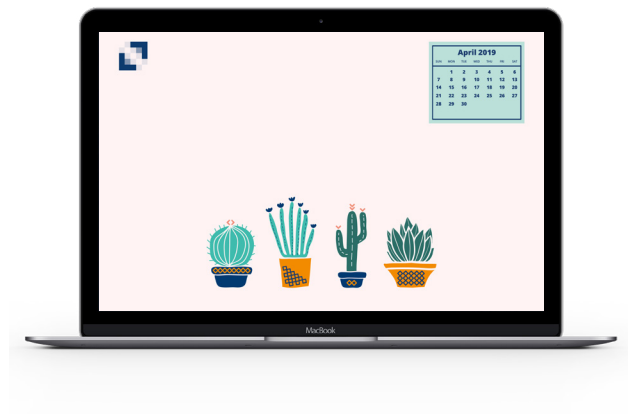 April 2019
SUN MON TUE WED THU FRI SAT
1 2 3 4 5 6
7 8 9 10 11 12 13
14 15 16 17 18 19 20
21 22 23 24 25 26 27
28 29 30
MacBook